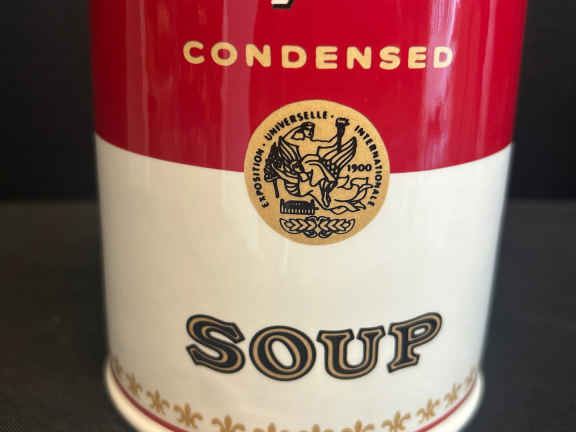 CONDENSED
EXPOSITION · UNIVERSELLE · INTERNATIONALE
1900
SOUP